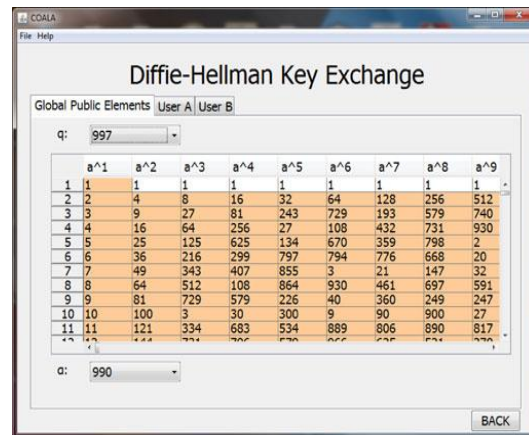 COALA
File Help
Diffie-Hellman Key Exchange
Global Public Elements User A User B
q: 997
a^1 a^2 a^3 a^4 a^5 a^6 a^7 a^8 a^9
1 1 1 1 1 1 1 1 1 1
2 2 4 8 16 32 64 128 256 512
3 3 9 27 81 243 729 193 579 740
4 4 16 64 256 27 108 432 731 930
5 5 25 125 625 134 670 359 798 2
6 6 36 216 299 797 794 776 668 20
7 7 49 343 407 855 3 21 147 32
8 8 64 512 108 864 930 461 697 591
9 9 81 729 579 226 40 360 249 247
10 10 100 3 30 300 9 90 900 27
11 11 121 334 683 534 889 806 890 817
a: 990
BACK